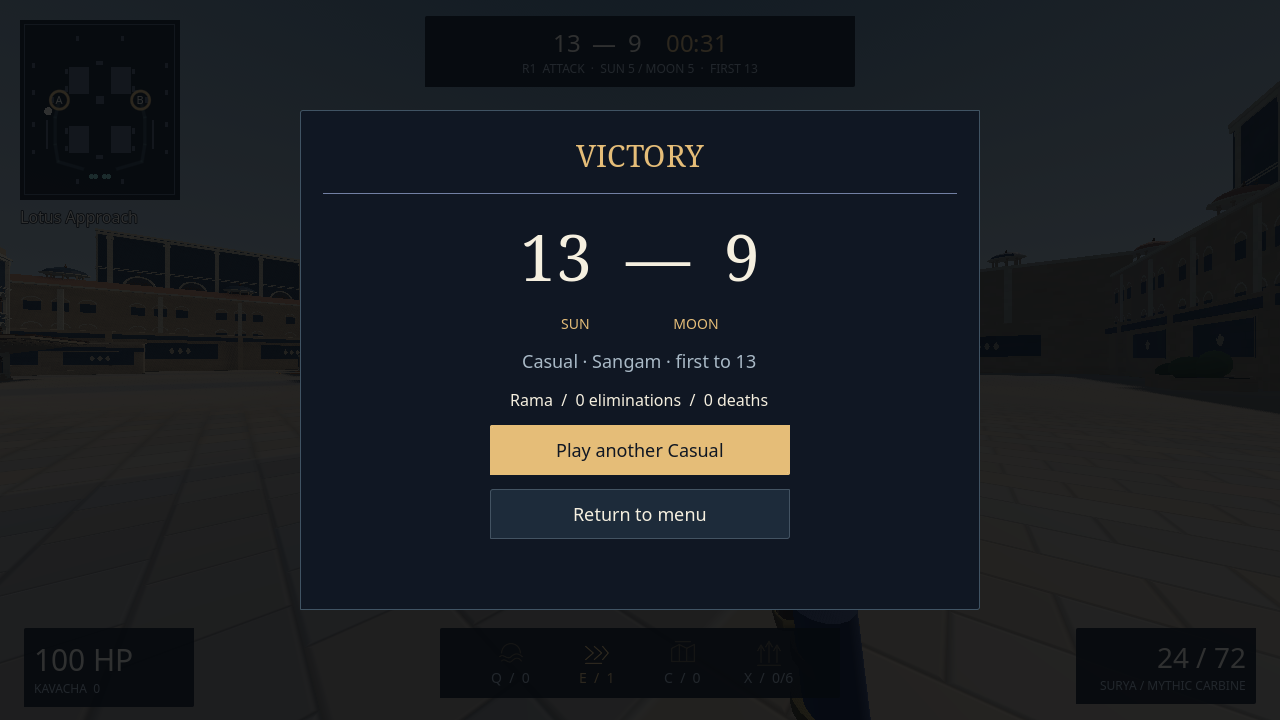 13 — 9 00:31
R1 ATTACK · SUN 5 / MOON 5 · FIRST 13
A
B
Lotus Approach
VICTORY
13 — 9
SUN MOON
Casual · Sangam · first to 13
Rama / 0 eliminations / 0 deaths
Play another Casual
Return to menu
100 HP
KAVACHA 0
Q / 0 E / 1 C / 0 X / 0/6
24 / 72
SURYA / MYTHIC CARBINE